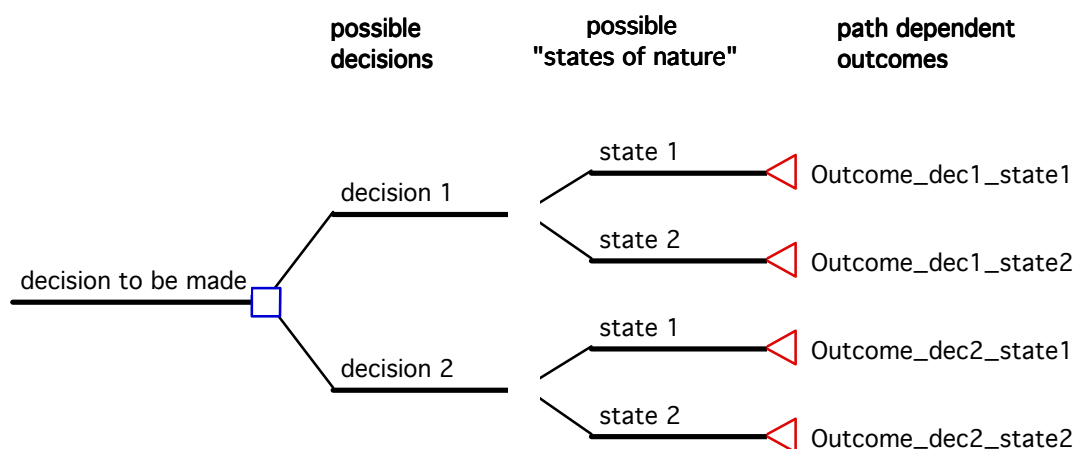 possible
decisions
possible
"states of nature"
path dependent
outcomes
state 1
Outcome_dec1_state1
decision 1
state 2
Outcome_dec1_state2
decision to be made
state 1
Outcome_dec2_state1
decision 2
state 2
Outcome_dec2_state2